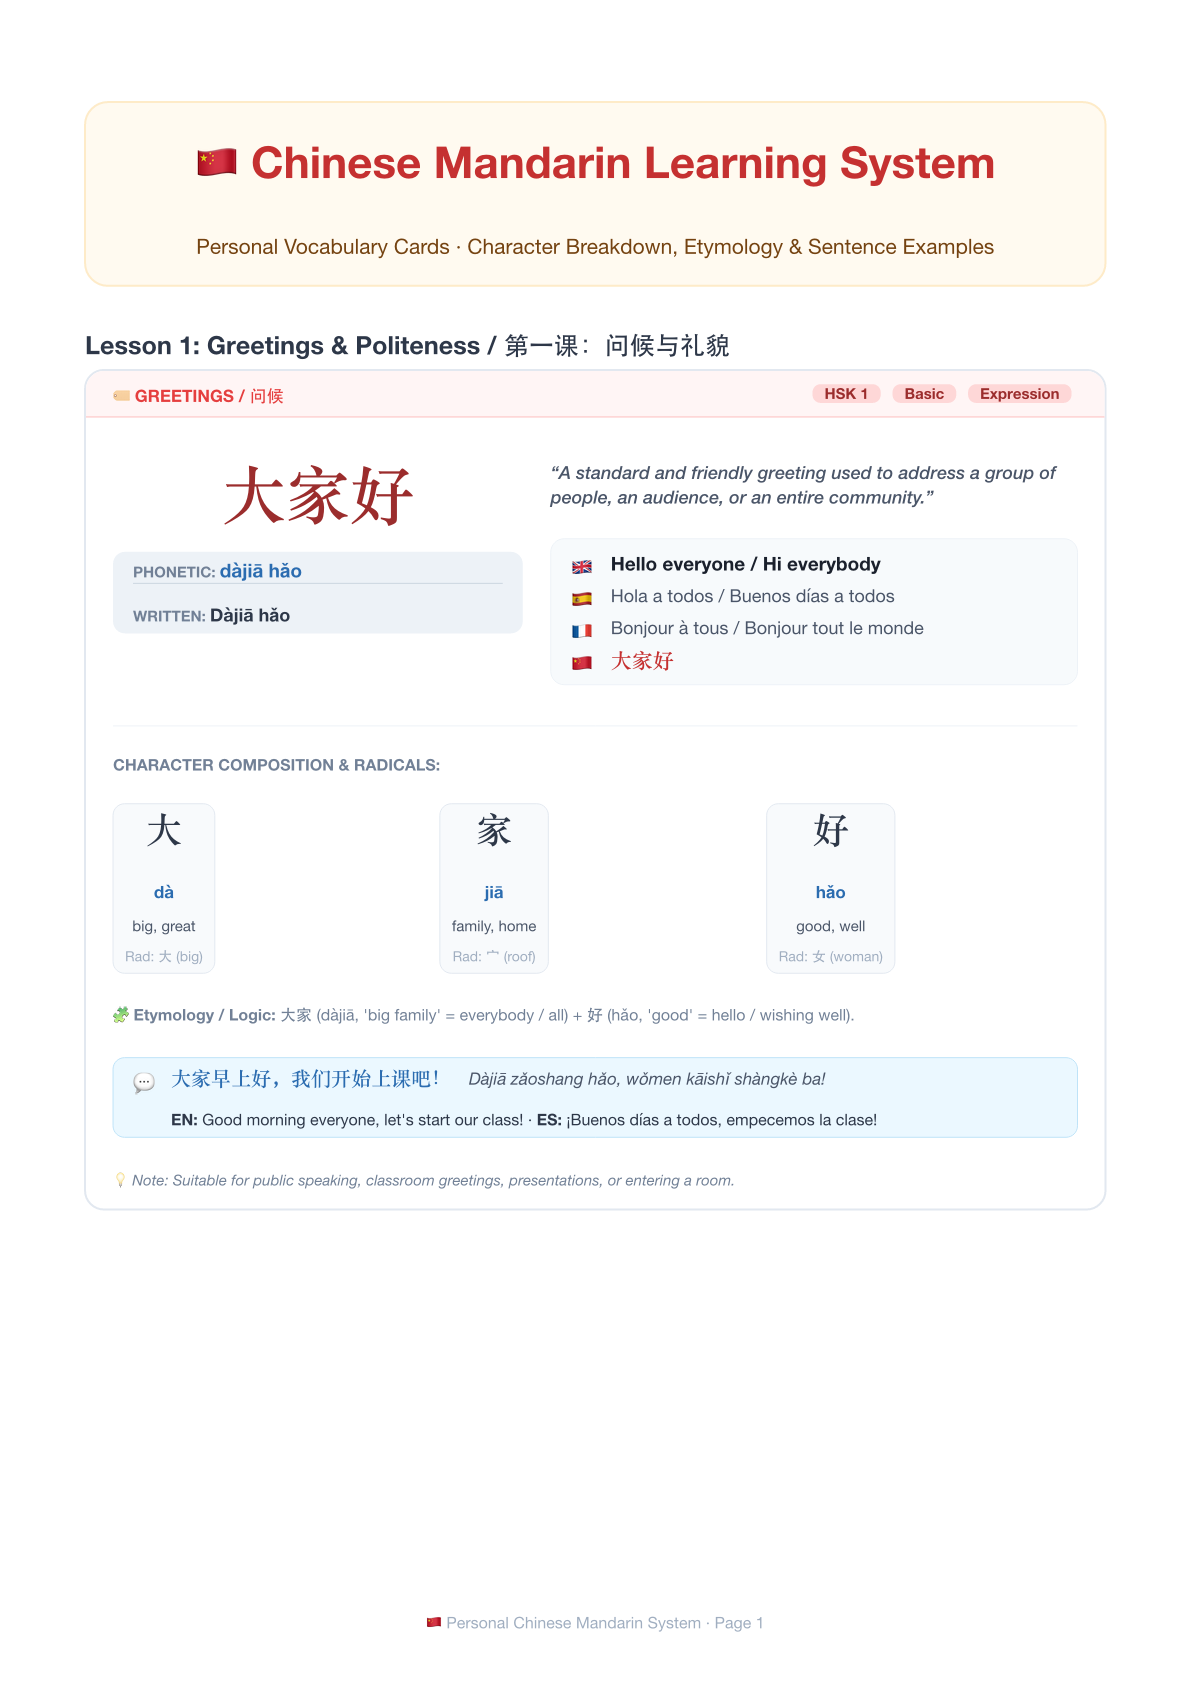 🇨🇳 Chinese Mandarin Learning System
Personal Vocabulary Cards · Character Breakdown, Etymology & Sentence Examples
Lesson 1: Greetings & Politeness / 第一课：问候与礼貌
🏷️ GREETINGS / 问候 HSK 1 Basic Expression
大家好
PHONETIC: dàjiā hǎo
WRITTEN: Dàjiā hǎo
“A standard and friendly greeting used to address a group of
people, an audience, or an entire community.”
🇬🇧 Hello everyone / Hi everybody
🇪🇸 Hola a todos / Buenos días a todos
🇫🇷 Bonjour à tous / Bonjour tout le monde
🇨🇳 大家好
CHARACTER COMPOSITION & RADICALS:
大
dà
big, great
Rad: 大 (big)
家
jiā
family, home
Rad: 宀 (roof)
好
hǎo
good, well
Rad: 女 (woman)
🧩 Etymology / Logic: 大家 (dàjiā, 'big family' = everybody / all) + 好 (hǎo, 'good' = hello / wishing well).
💬 大家早上好，我们开始上课吧！ Dàjiā zǎoshang hǎo, wǒmen kāishǐ shàngkè ba!
EN: Good morning everyone, let's start our class! · ES: ¡Buenos días a todos, empecemos la clase!
💡 Note: Suitable for public speaking, classroom greetings, presentations, or entering a room.
🇨🇳 Personal Chinese Mandarin System · Page 1